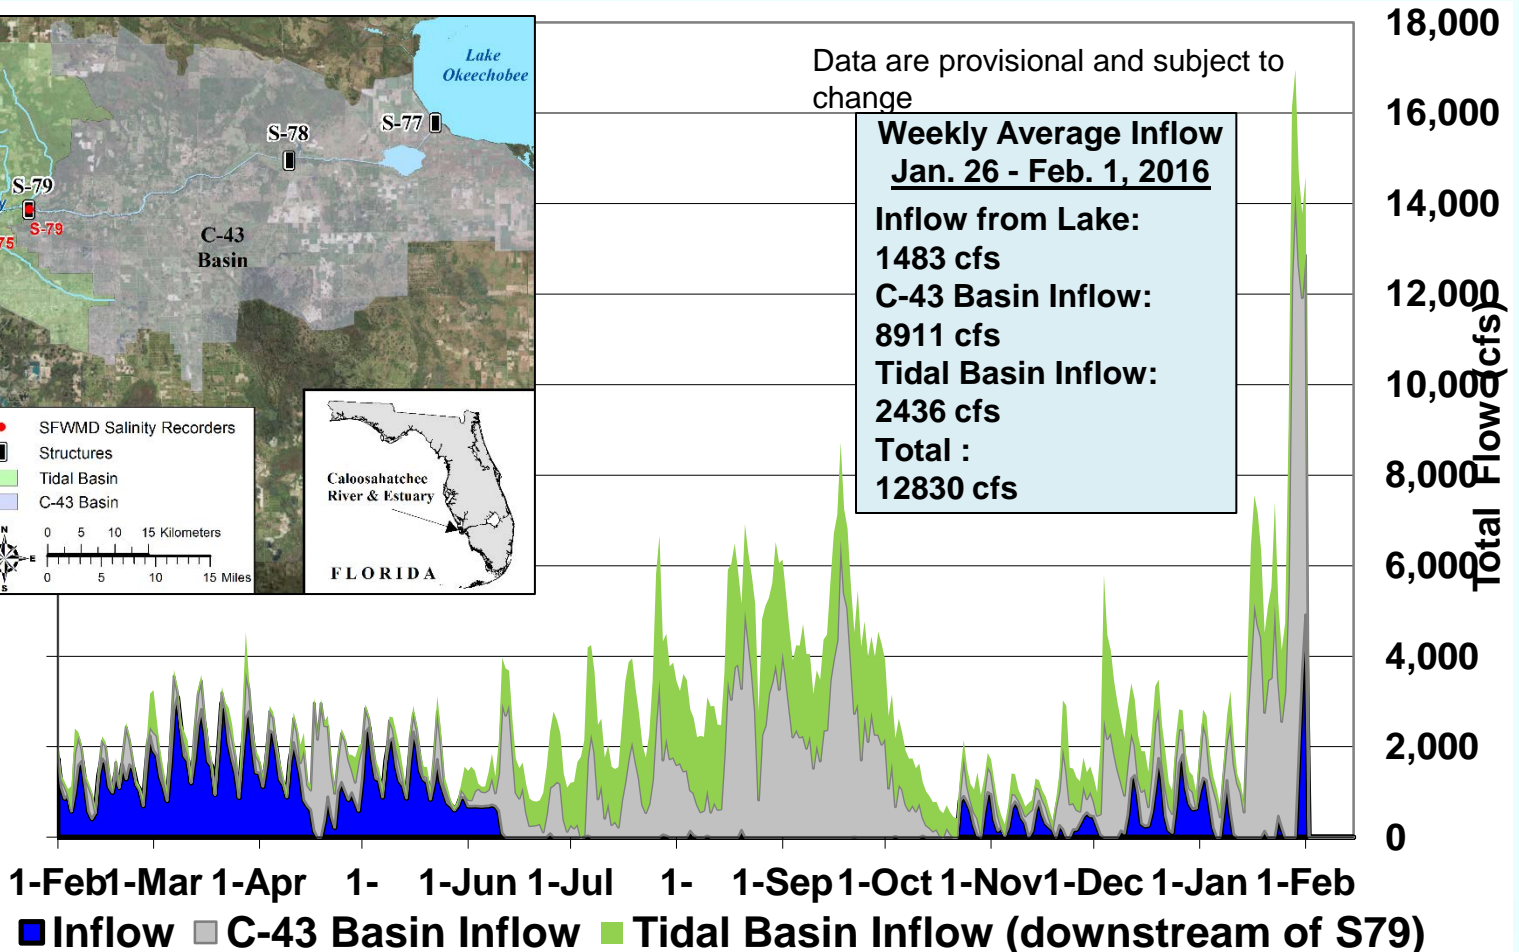 Lake
Okeechobee
S-77
S-78
S-79
S-79
75
y
C-43
Basin
SFWMD Salinity Recorders
Structures
Tidal Basin
C-43 Basin
N
E
S
0 5 10 15 Kilometers
0 5 10 15 Miles
Caloosahatchee
River & Estuary
FLORIDA
Data are provisional and subject to
change
Weekly Average Inflow
Jan. 26 - Feb. 1, 2016
Inflow from Lake:
1483 cfs
C-43 Basin Inflow:
8911 cfs
Tidal Basin Inflow:
2436 cfs
Total :
12830 cfs
18,000
16,000
14,000
12,000
10,000
8,000
6,000
4,000
2,000
0
Total Flow (cfs)
1-Feb 1-Mar 1-Apr 1- 1-Jun 1-Jul 1- 1-Sep 1-Oct 1-Nov 1-Dec 1-Jan 1-Feb
Inflow C-43 Basin Inflow Tidal Basin Inflow (downstream of S79)